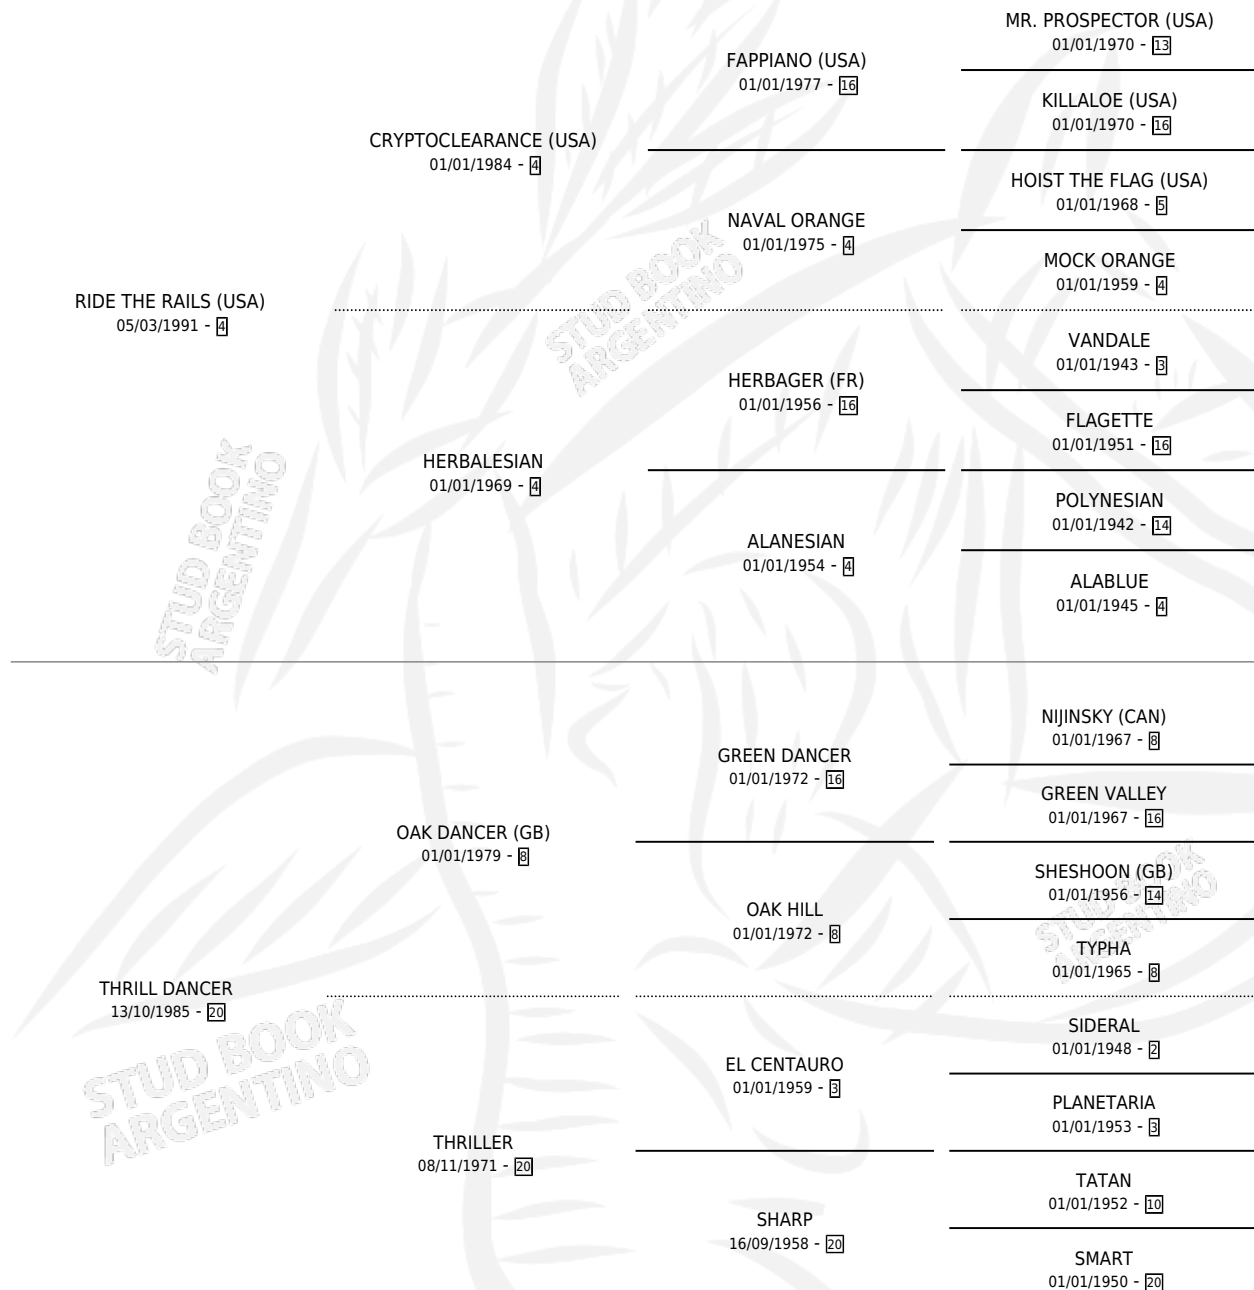 MR. PROSPECTOR (USA)
01/01/1970 - 13
FAPPIANO (USA)
01/01/1977 - 16
KILLALOE (USA)
01/01/1970 - 16
CRYPTOCLEARANCE (USA)
01/01/1984 - 4
HOIST THE FLAG (USA)
01/01/1968 - 5
NAVAL ORANGE
01/01/1975 - 4
MOCK ORANGE
01/01/1959 - 4
RIDE THE RAILS (USA)
05/03/1991 - 4
VANDALE
01/01/1943 - 3
HERBAGER (FR)
01/01/1956 - 16
FLAGETTE
01/01/1951 - 16
HERBALESIAN
01/01/1969 - 4
POLYNESIAN
01/01/1942 - 14
ALANESIAN
01/01/1954 - 4
ALABLUE
01/01/1945 - 4
STUD BOOK
ARGENTINO
STUD BOOK
ARGENTINO
NIJINSKY (CAN)
01/01/1967 - 8
GREEN DANCER
01/01/1972 - 16
GREEN VALLEY
01/01/1967 - 16
OAK DANCER (GB)
01/01/1979 - 8
SHESHOON (GB)
01/01/1956 - 14
OAK HILL
01/01/1972 - 8
TYPHA
01/01/1965 - 8
THRILL DANCER
13/10/1985 - 20
SIDERAL
01/01/1948 - 2
EL CENTAURO
01/01/1959 - 3
PLANETARIA
01/01/1953 - 3
THRILLER
08/11/1971 - 20
TATAN
01/01/1952 - 10
SHARP
16/09/1958 - 20
SMART
01/01/1950 - 20
STUD BOOK
ARGENTINO
STUD BOOK
ARGENTINO